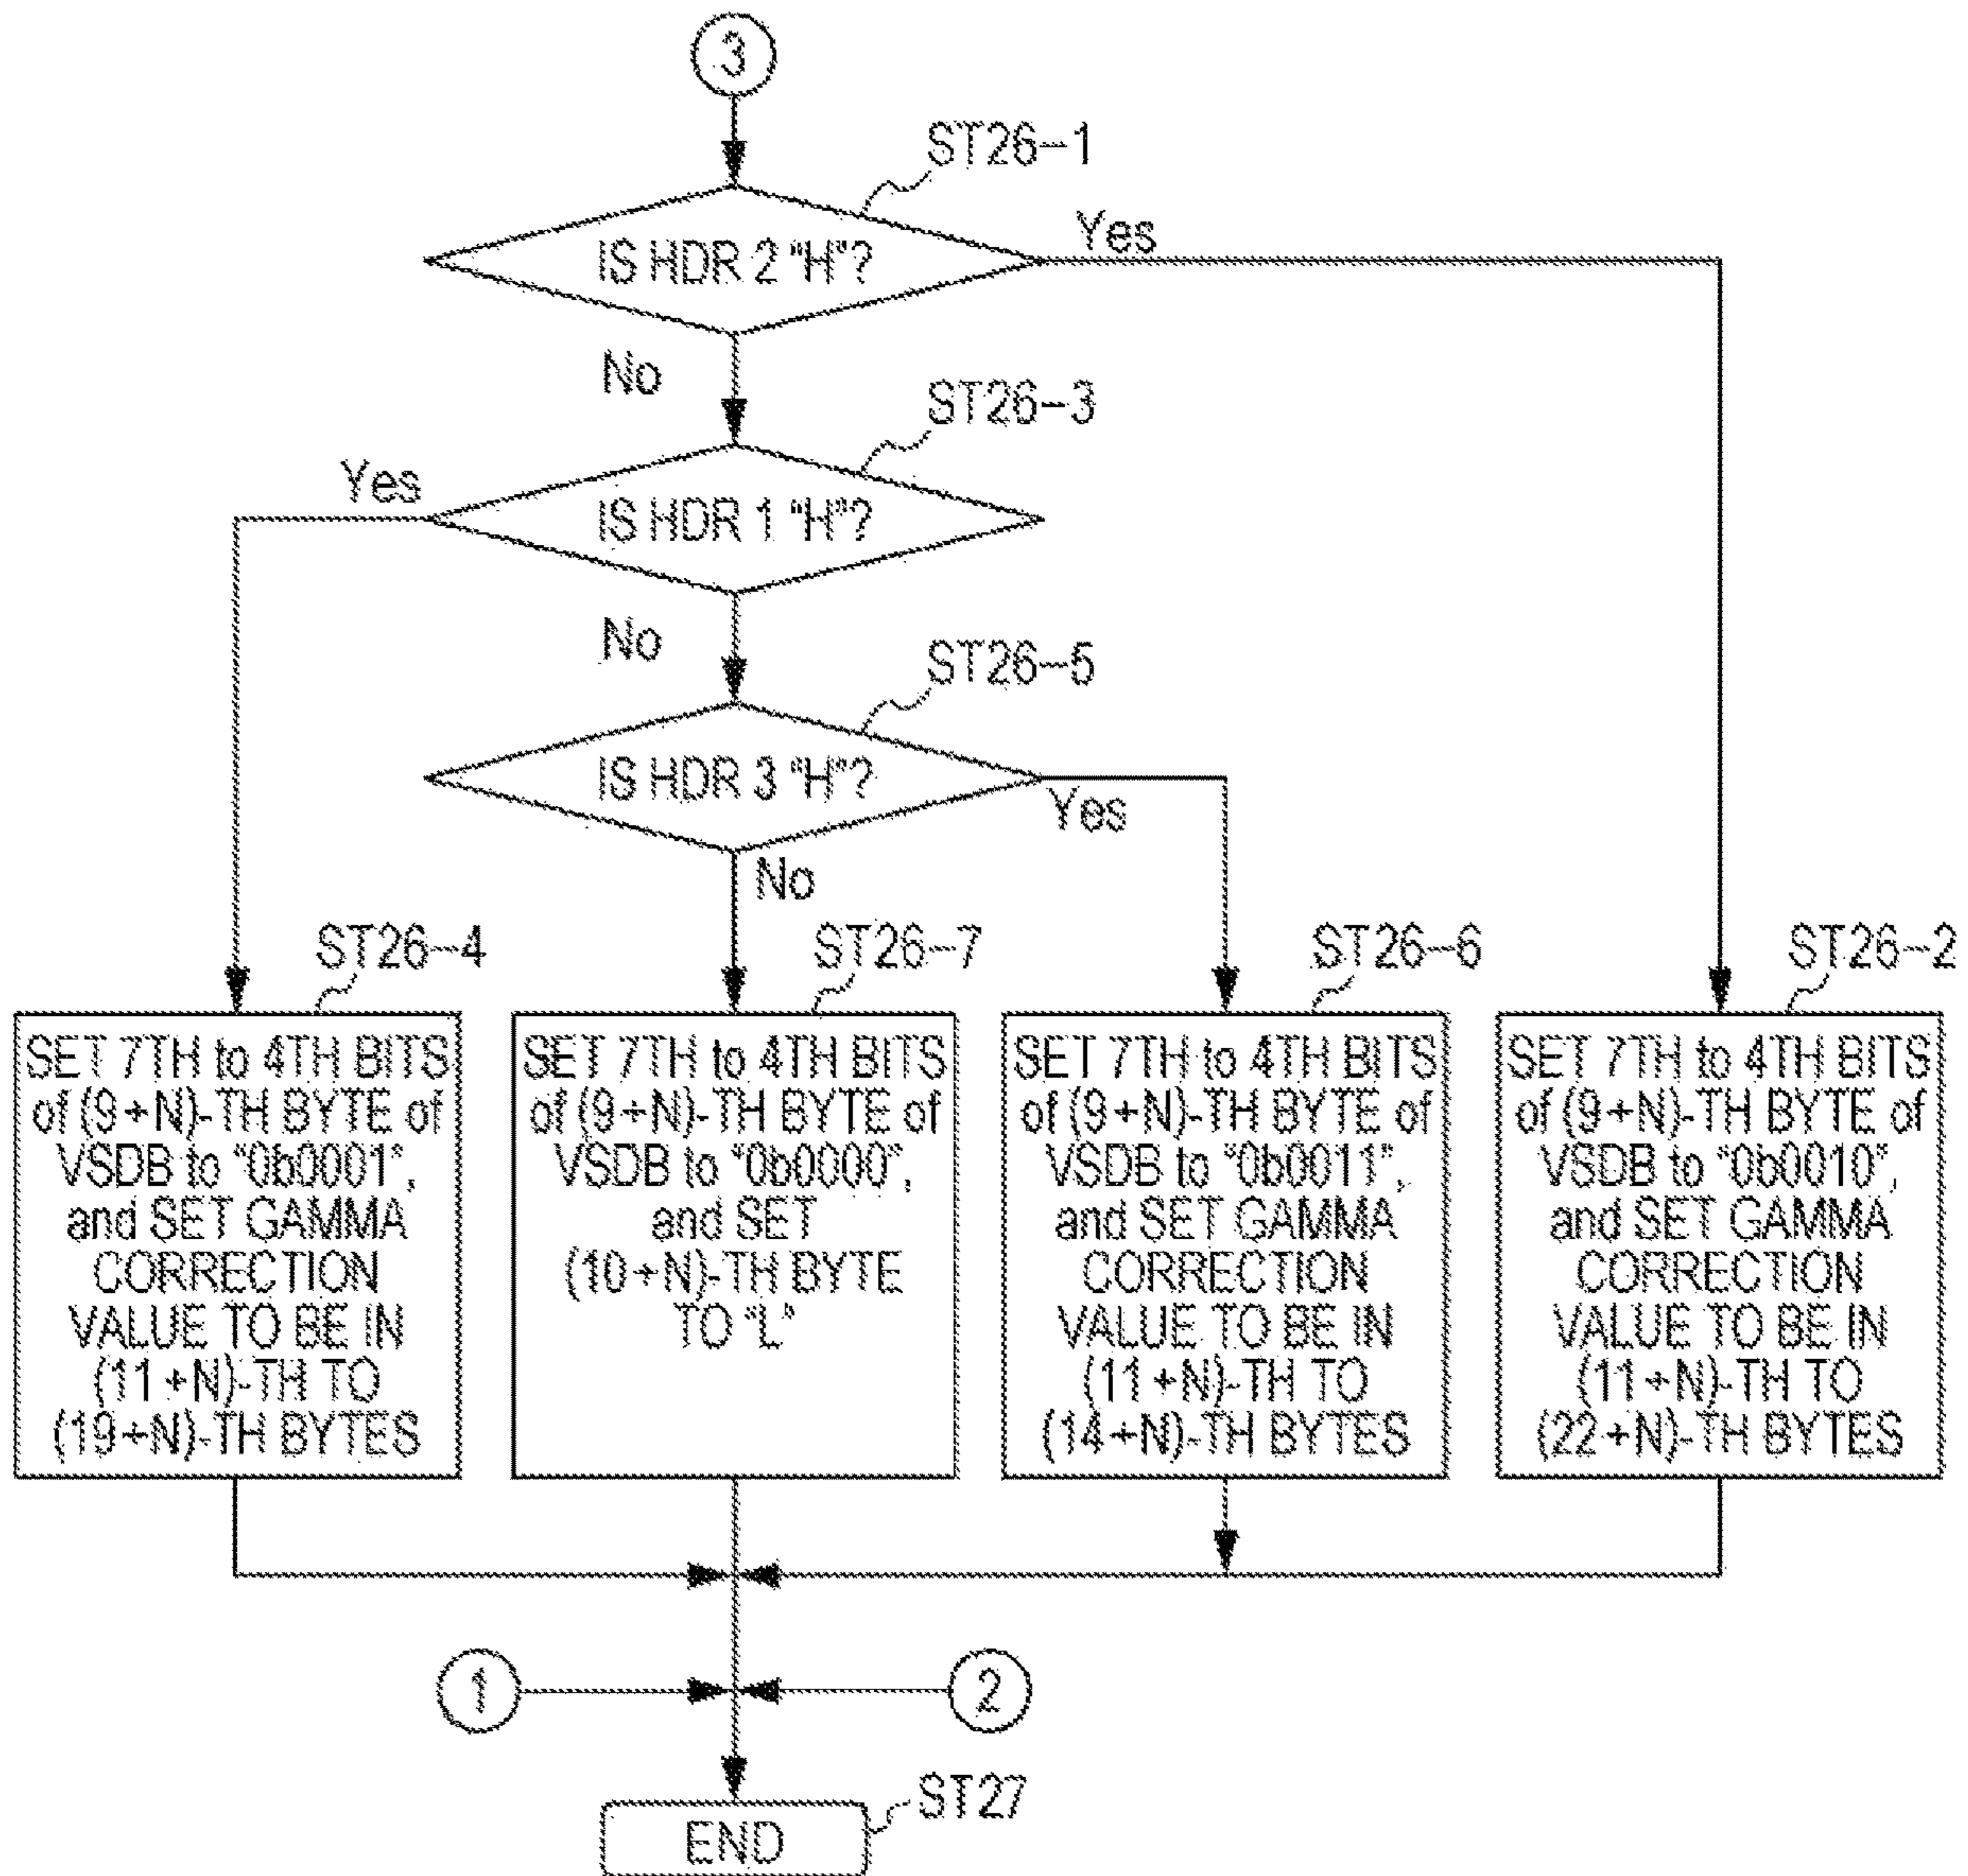 3
ST26-1
IS HDR 2 "H"?
Yes
No
ST26-3
Yes
IS HDR 1 "H"?
No
ST26-5
IS HDR 3 "H"?
Yes
No
ST26-4
SET 7TH to 4TH BITS
of (9+N)-TH BYTE of
VSDB to "0b0001",
and SET GAMMA
CORRECTION
VALUE TO BE IN
(11+N)-TH TO
(19+N)-TH BYTES
ST26-7
SET 7TH to 4TH BITS
of (9+N)-TH BYTE of
VSDB to "0b0000",
and SET
(10+N)-TH BYTE
TO "L"
ST26-6
SET 7TH to 4TH BITS
of (9+N)-TH BYTE of
VSDB to "0b0011",
and SET GAMMA
CORRECTION
VALUE TO BE IN
(11+N)-TH TO
(14+N)-TH BYTES
ST26-2
SET 7TH to 4TH BITS
of (9+N)-TH BYTE of
VSDB to "0b0010",
and SET GAMMA
CORRECTION
VALUE TO BE IN
(11+N)-TH TO
(22+N)-TH BYTES
1
2
ST27
END